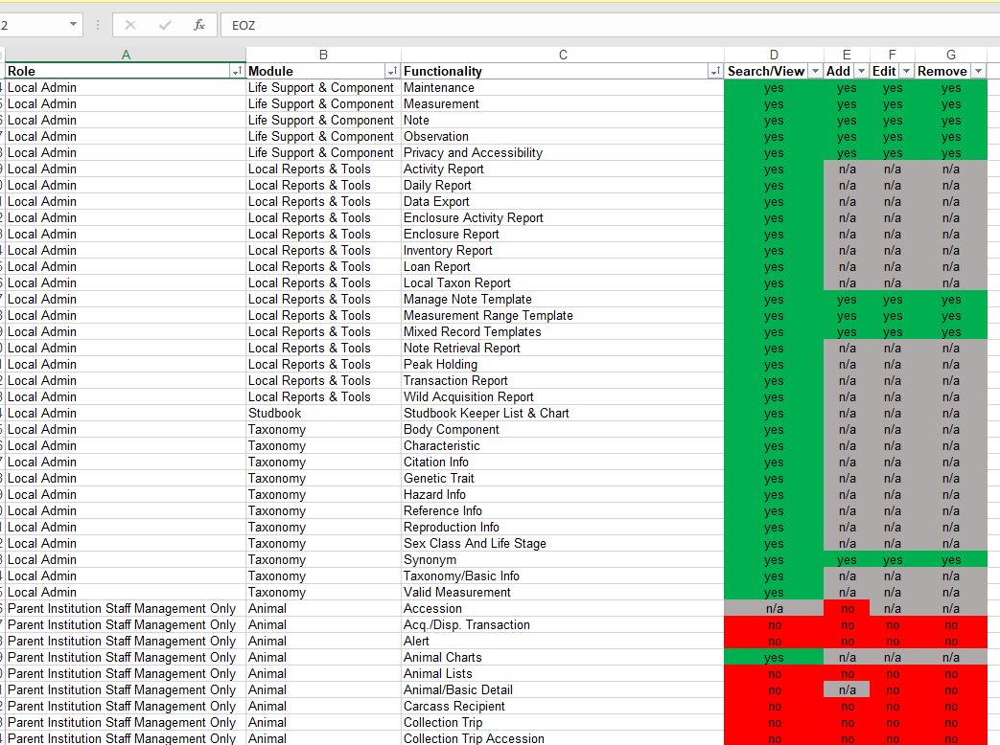 2 fx EOZ
A B C D E F G
Role Module Functionality Search/View Add Edit Remove
Local Admin Life Support & Component Maintenance yes yes yes yes
Local Admin Life Support & Component Measurement yes yes yes yes
Local Admin Life Support & Component Note yes yes yes yes
Local Admin Life Support & Component Observation yes yes yes yes
Local Admin Life Support & Component Privacy and Accessibility yes yes yes yes
Local Admin Local Reports & Tools Activity Report yes n/a n/a n/a
Local Admin Local Reports & Tools Daily Report yes n/a n/a n/a
Local Admin Local Reports & Tools Data Export yes n/a n/a n/a
Local Admin Local Reports & Tools Enclosure Activity Report yes n/a n/a n/a
Local Admin Local Reports & Tools Enclosure Report yes n/a n/a n/a
Local Admin Local Reports & Tools Inventory Report yes n/a n/a n/a
Local Admin Local Reports & Tools Loan Report yes n/a n/a n/a
Local Admin Local Reports & Tools Local Taxon Report yes n/a n/a n/a
Local Admin Local Reports & Tools Manage Note Template yes yes yes yes
Local Admin Local Reports & Tools Measurement Range Template yes yes yes yes
Local Admin Local Reports & Tools Mixed Record Templates yes yes yes yes
Local Admin Local Reports & Tools Note Retrieval Report yes n/a n/a n/a
Local Admin Local Reports & Tools Peak Holding yes n/a n/a n/a
Local Admin Local Reports & Tools Transaction Report yes n/a n/a n/a
Local Admin Local Reports & Tools Wild Acquisition Report yes n/a n/a n/a
Local Admin Studbook Studbook Keeper List & Chart yes n/a n/a n/a
Local Admin Taxonomy Body Component yes n/a n/a n/a
Local Admin Taxonomy Characteristic yes n/a n/a n/a
Local Admin Taxonomy Citation Info yes n/a n/a n/a
Local Admin Taxonomy Genetic Trait yes n/a n/a n/a
Local Admin Taxonomy Hazard Info yes n/a n/a n/a
Local Admin Taxonomy Reference Info yes n/a n/a n/a
Local Admin Taxonomy Reproduction Info yes n/a n/a n/a
Local Admin Taxonomy Sex Class And Life Stage yes n/a n/a n/a
Local Admin Taxonomy Synonym yes yes yes yes
Local Admin Taxonomy Taxonomy/Basic Info yes n/a n/a n/a
Local Admin Taxonomy Valid Measurement yes n/a n/a n/a
Parent Institution Staff Management Only Animal Accession n/a no n/a n/a
Parent Institution Staff Management Only Animal Acq./Disp. Transaction no no no no
Parent Institution Staff Management Only Animal Alert no no no no
Parent Institution Staff Management Only Animal Animal Charts yes n/a n/a n/a
Parent Institution Staff Management Only Animal Animal Lists no no no no
Parent Institution Staff Management Only Animal Animal/Basic Detail no n/a no no
Parent Institution Staff Management Only Animal Carcass Recipient no no no no
Parent Institution Staff Management Only Animal Collection Trip no no no no
Parent Institution Staff Management Only Animal Collection Trip Accession no no no no